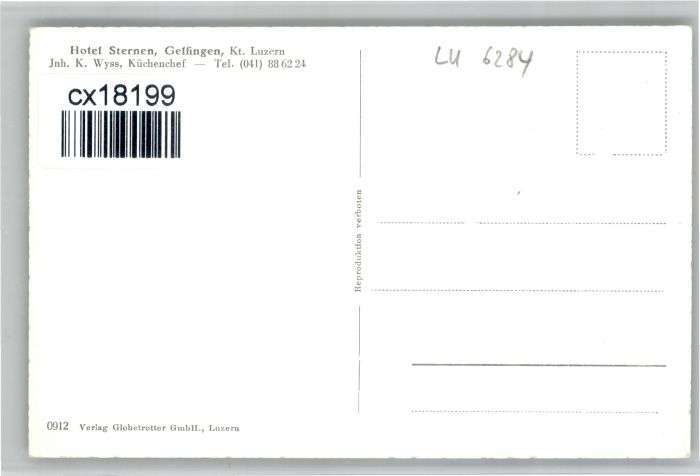 Hotel Sternen, Gelfingen, Kt. Luzern
Jnh. K. Wyss, Küchenchef — Tel. (041) 88 62 24
cx18199
LU 6284
Reproduktion verboten
0912 Verlag Globetrotter GmbH., Luzern